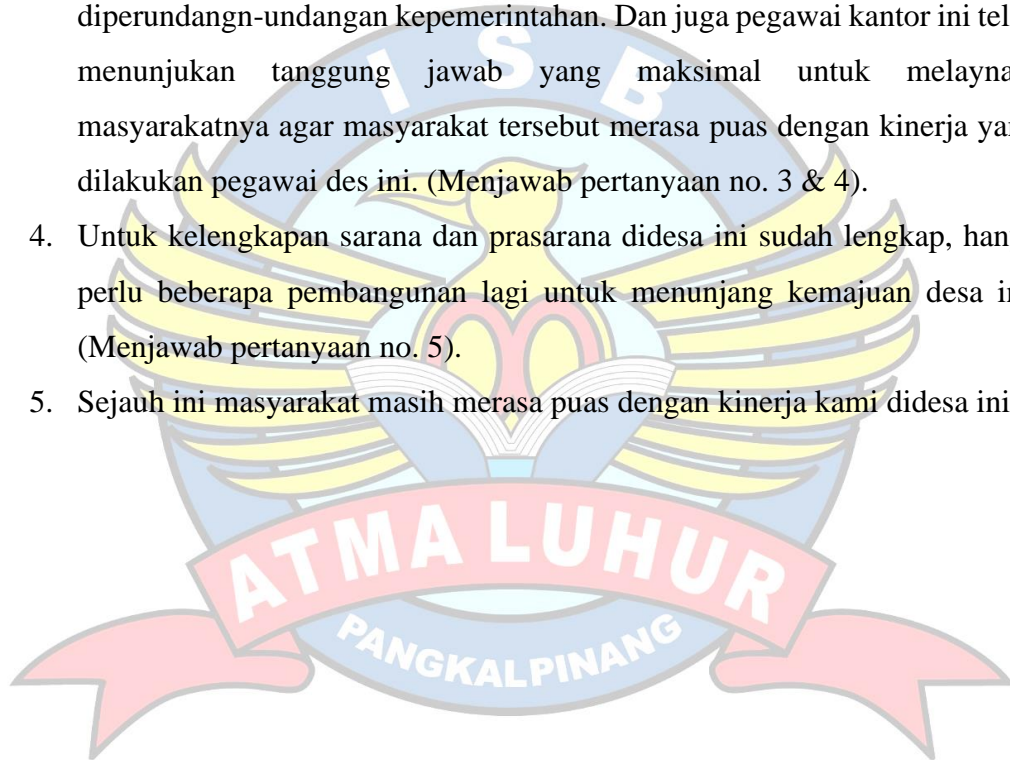 diperundangn-undangan kepemerintahan. Dan juga pegawai kantor ini tel
menunjukan tanggung jawab yang maksimal untuk melayna
masyarakatnya agar masyarakat tersebut merasa puas dengan kinerja yan
dilakukan pegawai des ini. (Menjawab pertanyaan no. 3 & 4).
4. Untuk kelengkapan sarana dan prasarana didesa ini sudah lengkap, han
perlu beberapa pembangunan lagi untuk menunjang kemajuan desa in
(Menjawab pertanyaan no. 5).
5. Sejauh ini masyarakat masih merasa puas dengan kinerja kami didesa ini
I S B
ATMA LUHUR
PANGKALPINANG